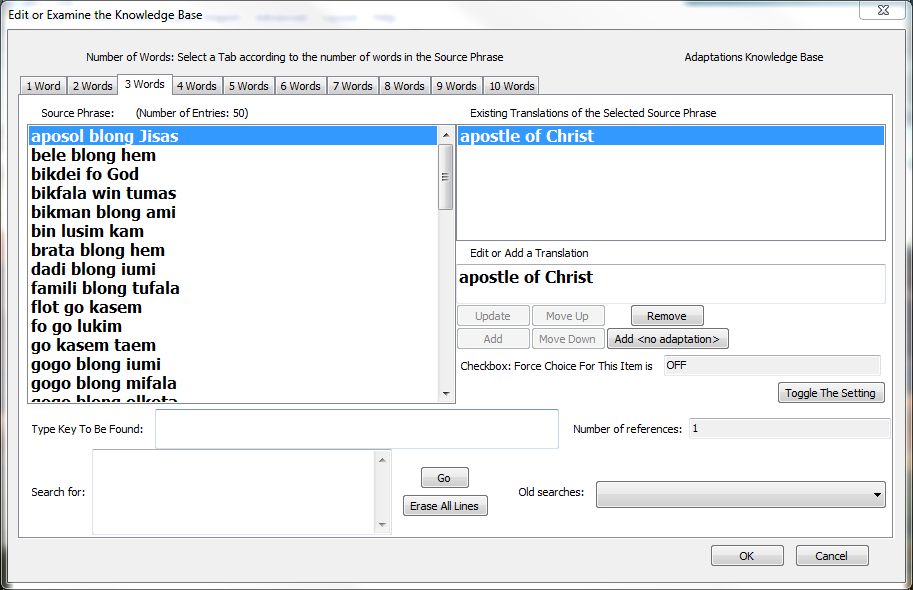 Edit or Examine the Knowledge Base
Number of Words: Select a Tab according to the number of words in the Source Phrase
Adaptations Knowledge Base
1 Word 2 Words 3 Words 4 Words 5 Words 6 Words 7 Words 8 Words 9 Words 10 Words
Source Phrase: (Number of Entries: 50)
Existing Translations of the Selected Source Phrase
aposol blong Jisas
bele blong hem
bikdei fo God
bikfala win tumas
bikman blong ami
bin lusim kam
brata blong hem
dadi blong iumi
famili blong tufala
flot go kasem
fo go lukim
go kasem taem
gogo blong iumi
gogo blong mifala
gogo blong olketa
apostle of Christ
Edit or Add a Translation
apostle of Christ
Update Move Up Remove
Add Move Down Add <no adaptation>
Checkbox: Force Choice For This Item is OFF
Toggle The Setting
Type Key To Be Found:
Number of references: 1
Search for:
Go
Erase All Lines
Old searches:
OK Cancel